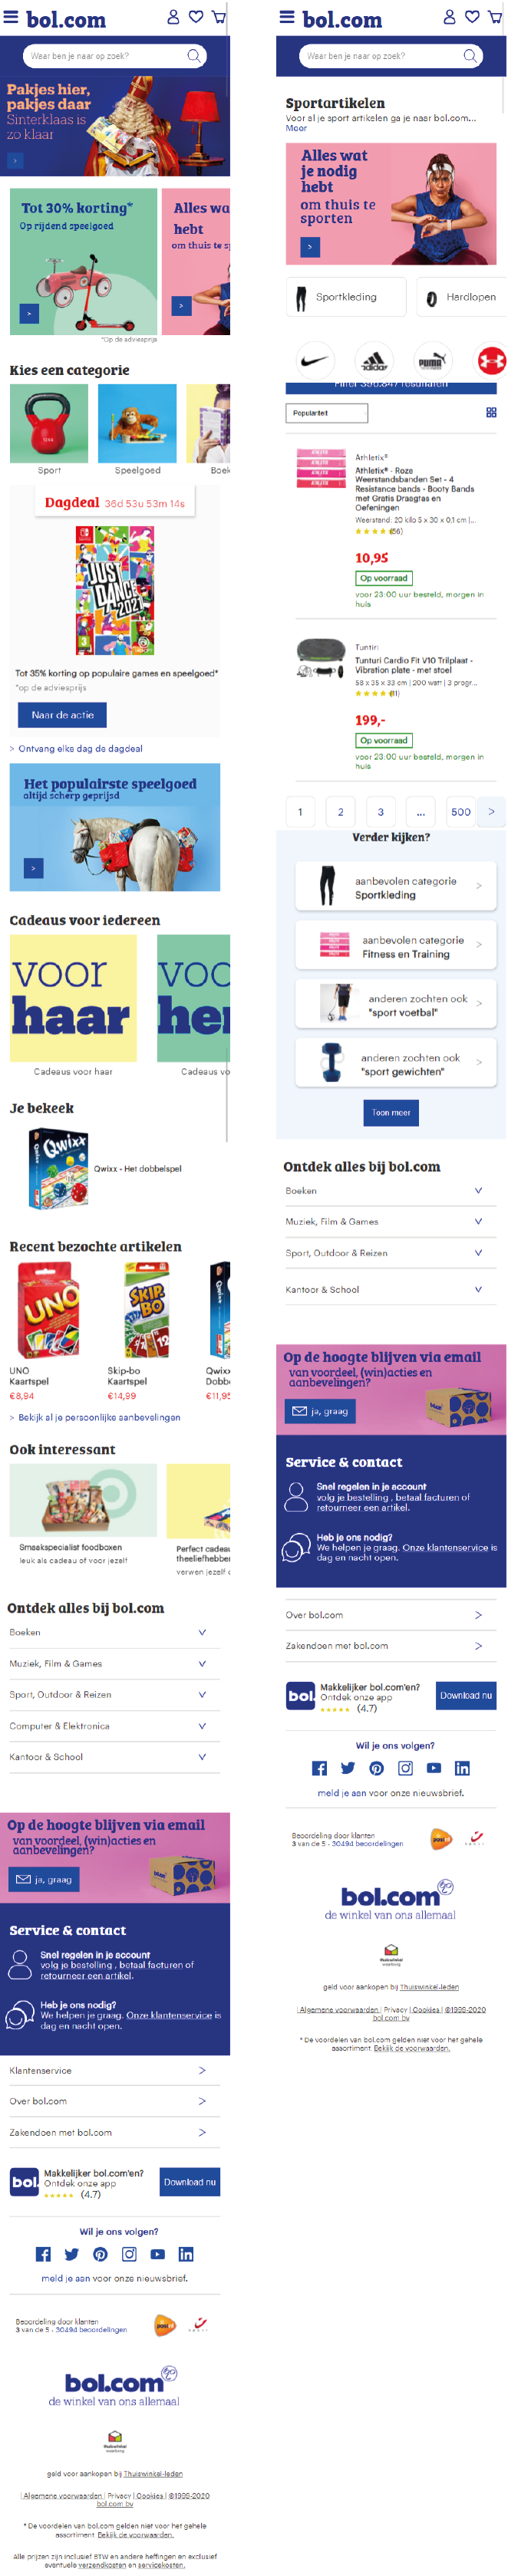 bol.com
Waar ben je naar op zoek?
Pakjes hier,
pakjes daar
Sinterklaas is
zo klaar
Tot 30% korting*
Op rijdend speelgoed
*Op de adviesprijs
Alles wa
hebt
om thuis te s
Kies een categorie
Sport
Speelgoed
Boek
Dagdeal 36d 53u 53m 14s
JUST
DANCE
2021
Tot 35% korting op populaire games en speelgoed*
*op de adviesprijs
Naar de actie
> Ontvang elke dag de dagdeal
Het populairste speelgoed
altijd scherp geprijsd
Cadeaus voor iedereen
voor
haar
voo
he
Cadeaus voor haar
Cadeaus vo
Je bekeek
Qwixx
Qwixx - Het dobbelspel
Recent bezochte artikelen
UNO
SKIP
BO
UNO
Kaartspel
€8,94
Skip-bo
Kaartspel
€14,99
Qwixx
Dobbe
€11,95
> Bekijk al je persoonlijke aanbevelingen
Ook interessant
Smaakspecialist foodboxen
leuk als cadeau of voor jezelf
Perfect cadeau
theeliefhebber
verwen jezelf
Ontdek alles bij bol.com
Boeken
Muziek, Film & Games
Sport, Outdoor & Reizen
Computer & Elektronica
Kantoor & School
Op de hoogte blijven via email
van voordeel, (win)acties en
aanbevelingen?
ja, graag
Service & contact
Snel regelen in je account
volg je bestelling , betaal facturen of
retourneer een artikel.
Heb je ons nodig?
We helpen je graag. Onze klantenservice is
dag en nacht open.
Klantenservice
Over bol.com
Zakendoen met bol.com
bol.
Makkelijker bol.com'en?
Ontdek onze app
(4.7)
Download nu
Wil je ons volgen?
meld je aan voor onze nieuwsbrief.
Beoordeling door klanten
3 van de 5 - 30494 beoordelingen
bol.com
de winkel van ons allemaal
thuiswinkel
waarborg
geld voor aankopen bij Thuiswinkel-leden
| Algemene voorwaarden | Privacy | Cookies | ©1999-2020
bol.com bv
* De voordelen van bol.com gelden niet voor het gehele
assortiment. Bekijk de voorwaarden.
Alle prijzen zijn inclusief BTW en andere heffingen en exclusief
eventuele verzendkosten en servicekosten.
bol.com
Waar ben je naar op zoek?
Sportartikelen
Voor al je sport artikelen ga je naar bol.com...
Meer
Alles wat
je nodig
hebt
om thuis te
sporten
Sportkleding
Hardlopen
adidas
PUMA
Filter 396.847 resultaten
Populariteit
Athletix®
Athletix® - Roze
Weerstandsbanden Set - 4
Resistance bands - Booty Bands
met Gratis Draagtas en
Oefeningen
Weerstand: 20 kilo 5 x 30 x 0,1 cm |...
(56)
10,95
Op voorraad
voor 23:00 uur besteld, morgen in
huis
Tunturi
Tunturi Cardio Fit V10 Trilplaat -
Vibration plate - met stoel
58 x 35 x 33 cm | 200 watt | 3 progr...
(11)
199,-
Op voorraad
voor 23:00 uur besteld, morgen in
huis
1 2 3 ... 500 >
Verder kijken?
aanbevolen categorie
Sportkleding
aanbevolen categorie
Fitness en Training
anderen zochten ook
"sport voetbal"
anderen zochten ook
"sport gewichten"
Toon meer
Ontdek alles bij bol.com
Boeken
Muziek, Film & Games
Sport, Outdoor & Reizen
Kantoor & School
Op de hoogte blijven via email
van voordeel, (win)acties en
aanbevelingen?
ja, graag
Service & contact
Snel regelen in je account
volg je bestelling , betaal facturen of
retourneer een artikel.
Heb je ons nodig?
We helpen je graag. Onze klantenservice is
dag en nacht open.
Over bol.com
Zakendoen met bol.com
bol.
Makkelijker bol.com'en?
Ontdek onze app
(4.7)
Download nu
Wil je ons volgen?
meld je aan voor onze nieuwsbrief.
Beoordeling door klanten
3 van de 5 - 30494 beoordelingen
bol.com
de winkel van ons allemaal
thuiswinkel
waarborg
geld voor aankopen bij Thuiswinkel-leden
| Algemene voorwaarden | Privacy | Cookies | ©1999-2020
bol.com bv
* De voordelen van bol.com gelden niet voor het gehele
assortiment. Bekijk de voorwaarden.